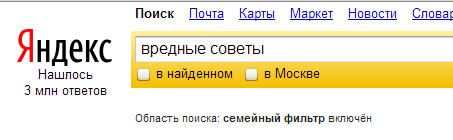 Поиск Почта Карты Маркет Новости Словар
Яндекс
вредные советы
в найденном в Москве
Нашлось
3 млн ответов
Область поиска: семейный фильтр включён